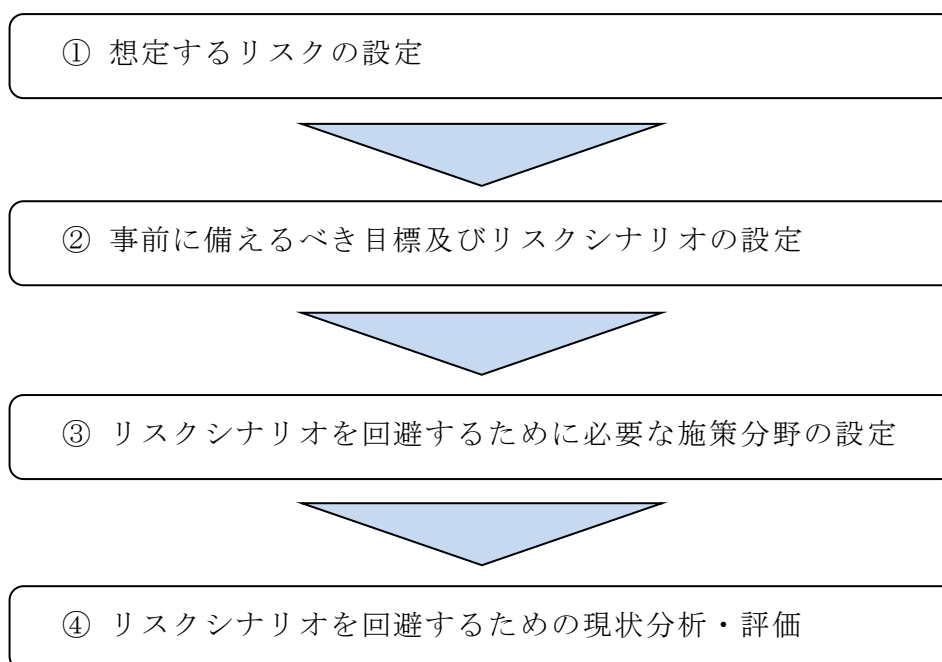 ① 想定するリスクの設定
② 事前に備えるべき目標及びリスクシナリオの設定
③ リスクシナリオを回避するために必要な施策分野の設定
④ リスクシナリオを回避するための現状分析・評価